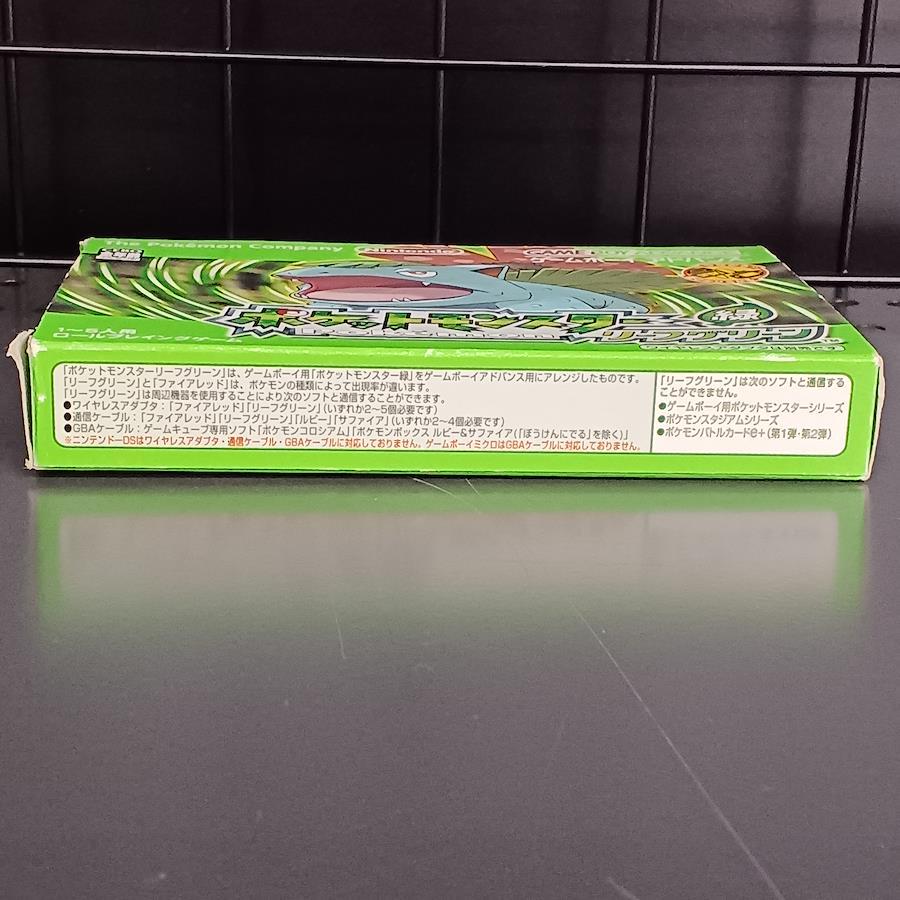 The Pokémon Company
Nintendo
ゲームボーイアドバンス
ポケットモンスター
リーフグリーン
緑
1～5人用
ロールプレイングゲーム
「ポケットモンスターリーフグリーン」は、ゲームボーイ用「ポケットモンスター緑」をゲームボーイアドバンス用にアレンジしたものです。
「リーフグリーン」と「ファイアレッド」は、ポケモンの種類によって出現率が違います。
「リーフグリーン」は周辺機器を使用することにより次のソフトと通信することができます。
●ワイヤレスアダプタ:「ファイアレッド」「リーフグリーン」(いずれか2～5個必要です)
●通信ケーブル:「ファイアレッド」「リーフグリーン」「ルビー」「サファイア」(いずれか2～4個必要です)
●GBAケーブル:ゲームキューブ専用ソフト「ポケモンコロシアム」「ポケモンボックス ルビー&サファイア(「ぼうけんにでる」を除く)」
※ニンテンドーDSはワイヤレスアダプタ・通信ケーブル・GBAケーブルに対応しておりません。ゲームボーイミクロはGBAケーブルに対応しておりません。
「リーフグリーン」は次のソフトと通信する
ことができません。
●ゲームボーイ用ポケットモンスターシリーズ
●ポケモンスタジアムシリーズ
●ポケモンバトルカードe+(第1弾・第2弾)